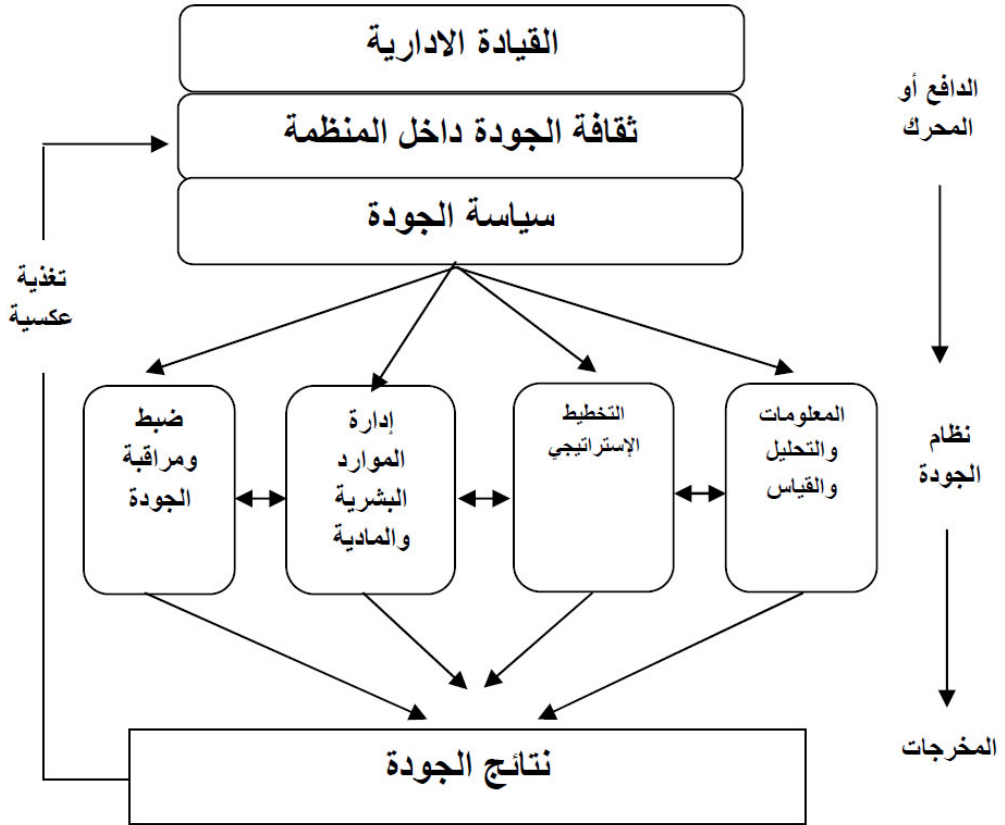 القيادة الادارية
ثقافة الجودة داخل المنظمة
سياسة الجودة
الدافع أو
المحرك
تغذية
عكسية
المعلومات
والتحليل
والقياس
التخطيط
الإستراتيجي
إدارة
الموارد
البشرية
والمادية
ضبط
ومراقبة
الجودة
نظام
الجودة
نتائج الجودة
المخرجات